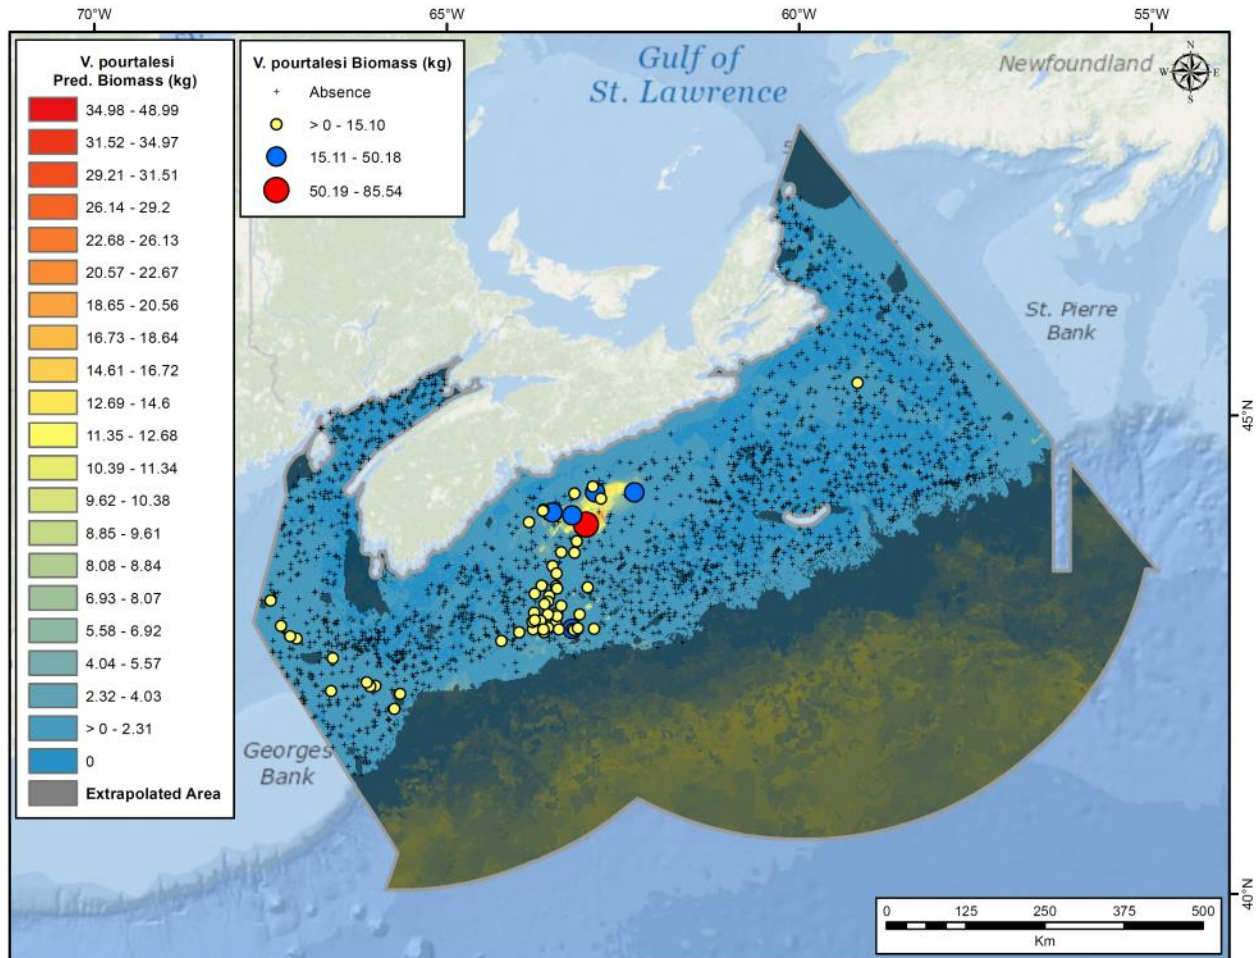 70°W
65°W
60°W
55°W
V. pourtalesi
Pred. Biomass (kg)
34.98 - 48.99
31.52 - 34.97
29.21 - 31.51
26.14 - 29.2
22.68 - 26.13
20.57 - 22.67
18.65 - 20.56
16.73 - 18.64
14.61 - 16.72
12.69 - 14.6
11.35 - 12.68
10.39 - 11.34
9.62 - 10.38
8.85 - 9.61
8.08 - 8.84
6.93 - 8.07
5.58 - 6.92
4.04 - 5.57
2.32 - 4.03
> 0 - 2.31
0
Extrapolated Area
V. pourtalesi Biomass (kg)
Absence
> 0 - 15.10
15.11 - 50.18
50.19 - 85.54
Gulf of
St. Lawrence
Newfoundland
N
W
E
S
St. Pierre
Bank
45°N
Georges
Bank
40°N
0
125
250
375
500
Km